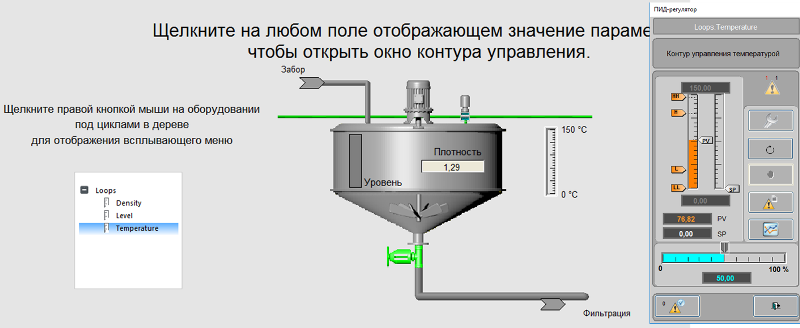 Щелкните на любом поле отображающем значение параме
чтобы открыть окно контура управления.
Забор
Щелкните правой кнопкой мыши на оборудовании
под циклами в дереве
для отображения всплывающего меню
Loops
Density
Level
Temperature
Плотность
1,29
Уровень
150 °C
0 °C
Фильтрация
ПИД-регулятор
Loops.Temperature
Контур управления температурой
150,00
HH
H
PV
L
LL
SP
0,00
! !
76,82 PV
0,00 SP
0 100 %
50,00
0